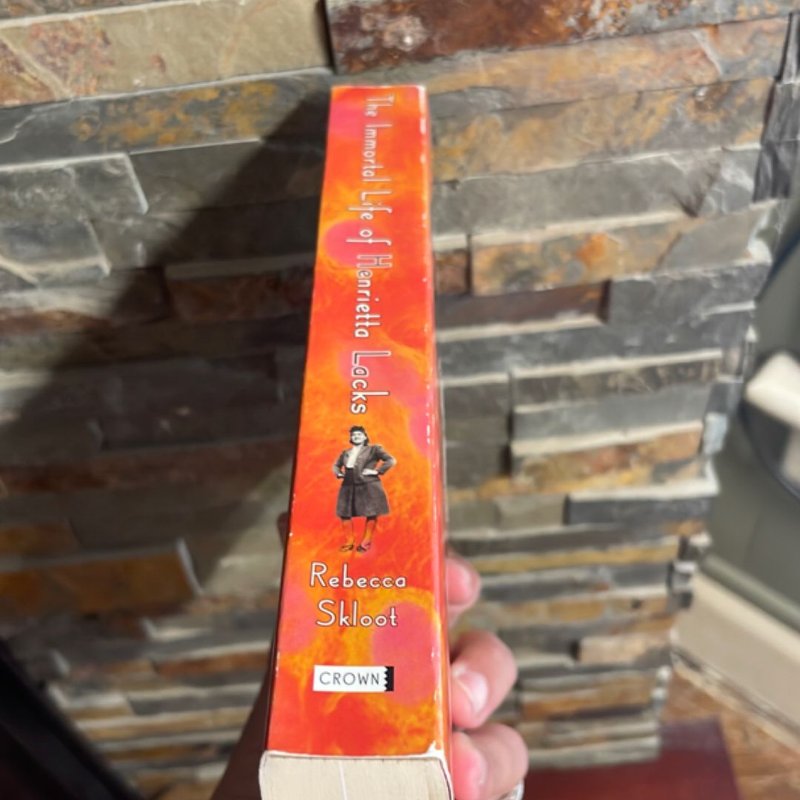 The Immortal Life of Henrietta Lacks
Rebecca
Skloot
CROWN